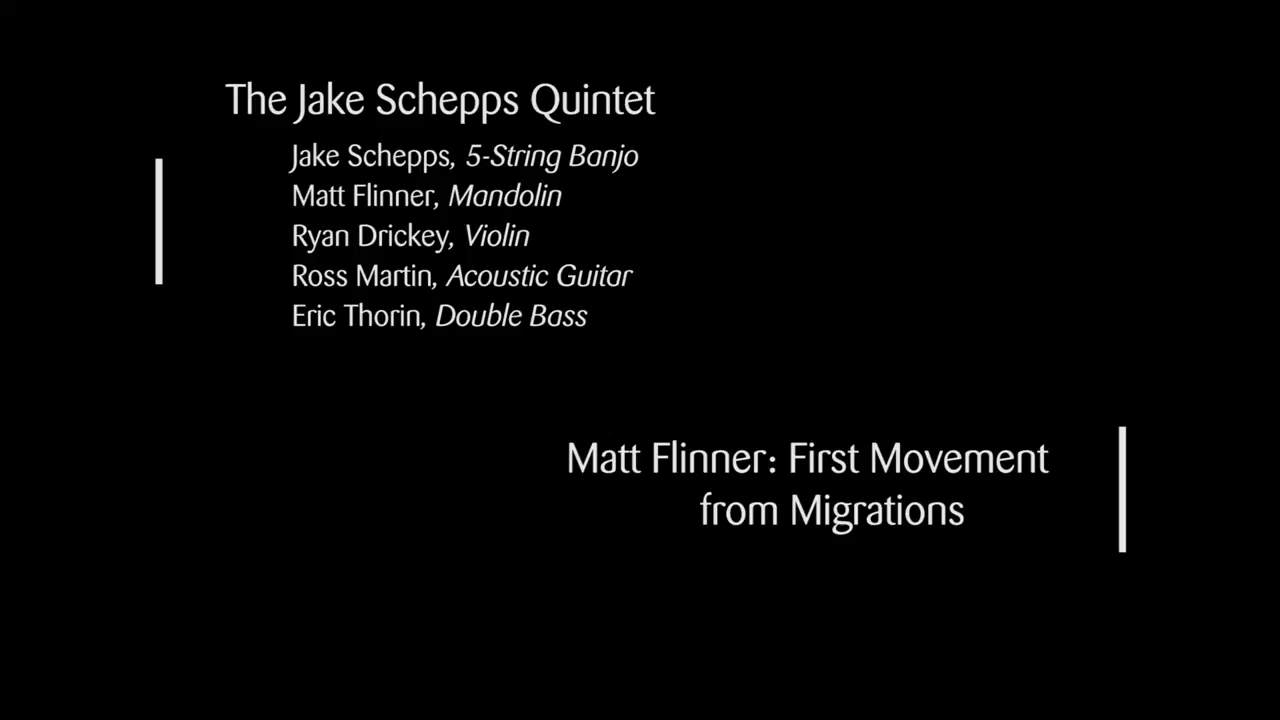 The Jake Schepps Quintet
Jake Schepps, 5-String Banjo
Matt Flinner, Mandolin
Ryan Drickey, Violin
Ross Martin, Acoustic Guitar
Eric Thorin, Double Bass
Matt Flinner: First Movement
from Migrations